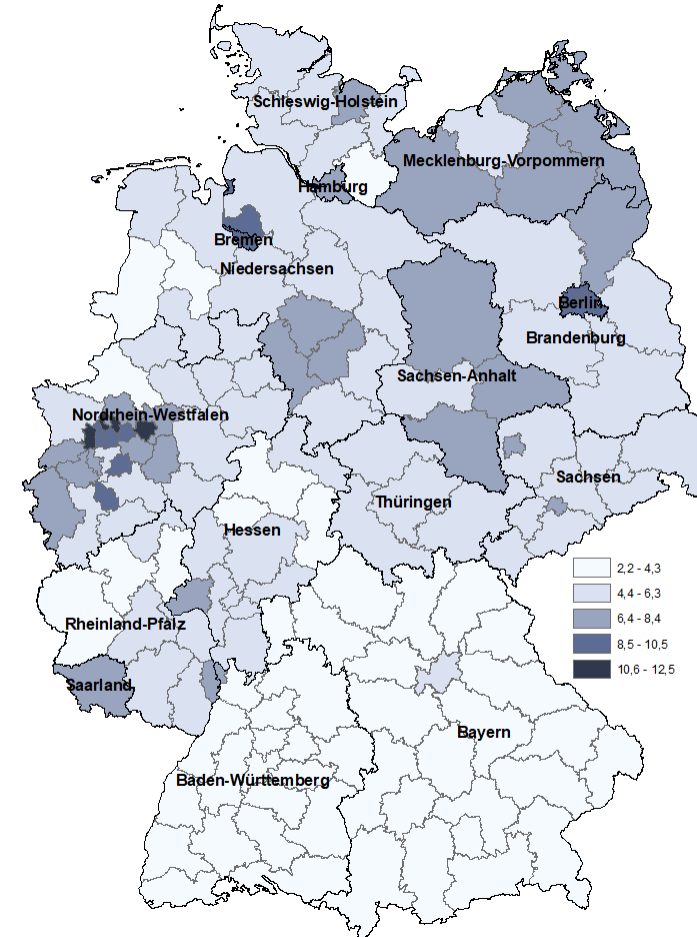 Schleswig-Holstein
Mecklenburg-Vorpommern
Hamburg
Bremen
Niedersachsen
Berlin
Brandenburg
Sachsen-Anhalt
Nordrhein-Westfalen
Sachsen
Thüringen
Hessen
2,2 - 4,3
4,4 - 6,3
6,4 - 8,4
8,5 - 10,5
10,6 - 12,5
Rheinland-Pfalz
Saarland
Bayern
Baden-Württemberg